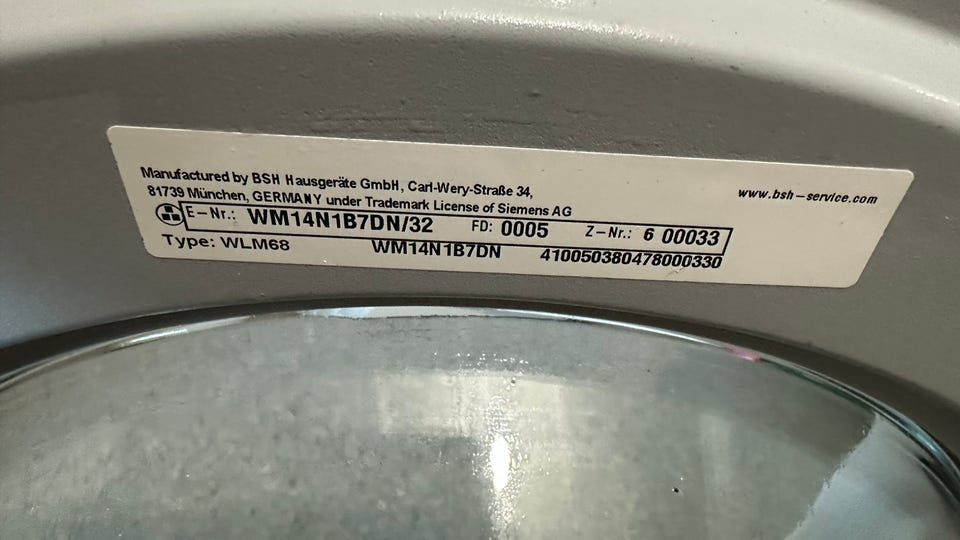 Manufactured by BSH Hausgeräte GmbH, Carl-Wery-Straße 34,
81739 München, GERMANY under Trademark License of Siemens AG
www.bsh-service.com
E-Nr.: WM14N1B7DN/32 FD: 0005 Z-Nr.: 6 00033
Type: WLM68 WM14N1B7DN 410050380478000330